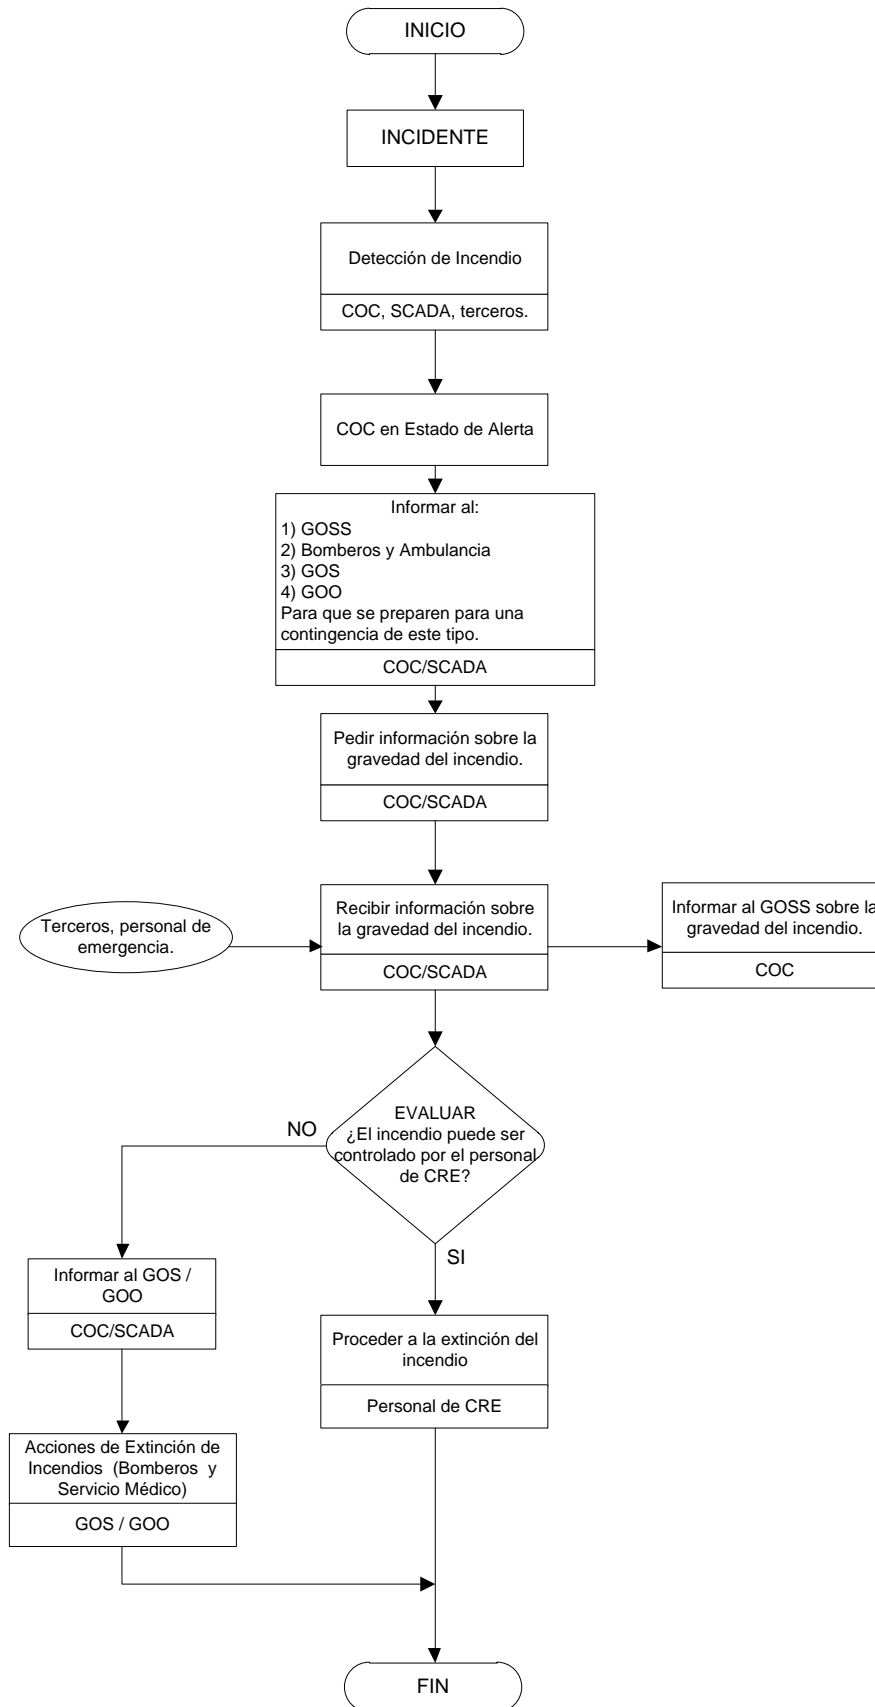 INICIO
INCIDENTE
Detección de Incendio
COC, SCADA, terceros.
COC en Estado de Alerta
Informar al:
1) GOSS
2) Bomberos y Ambulancia
3) GOS
4) GOO
Para que se preparen para una
contingencia de este tipo.
COC/SCADA
Pedir información sobre la
gravedad del incendio.
COC/SCADA
Terceros, personal de
emergencia.
Recibir información sobre
la gravedad del incendio.
COC/SCADA
Informar al GOSS sobre la
gravedad del incendio.
COC
EVALUAR
¿El incendio puede ser
controlado por el personal
de CRE?
NO
SI
Informar al GOS /
GOO
COC/SCADA
Proceder a la extinción del
incendio
Personal de CRE
Acciones de Extinción de
Incendios (Bomberos y
Servicio Médico)
GOS / GOO
FIN